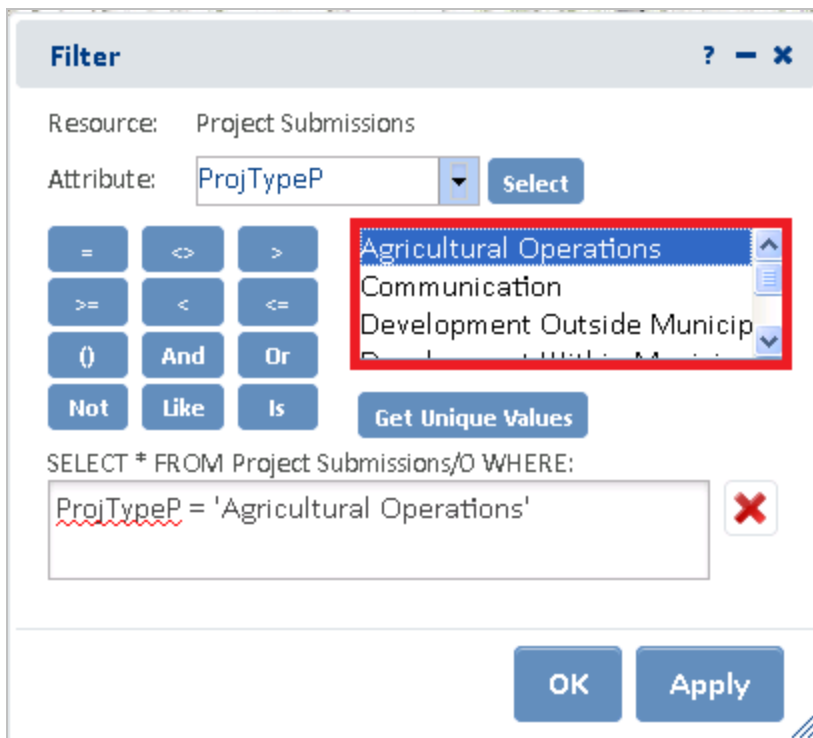 Filter ? – ×
Resource: Project Submissions
Attribute: ProjTypeP Select
= <> > Agricultural Operations
Communication
>= < <= Development Outside Municip
() And Or
Not Like Is Get Unique Values
SELECT * FROM Project Submissions/0 WHERE:
ProjTypeP = 'Agricultural Operations'
OK Apply